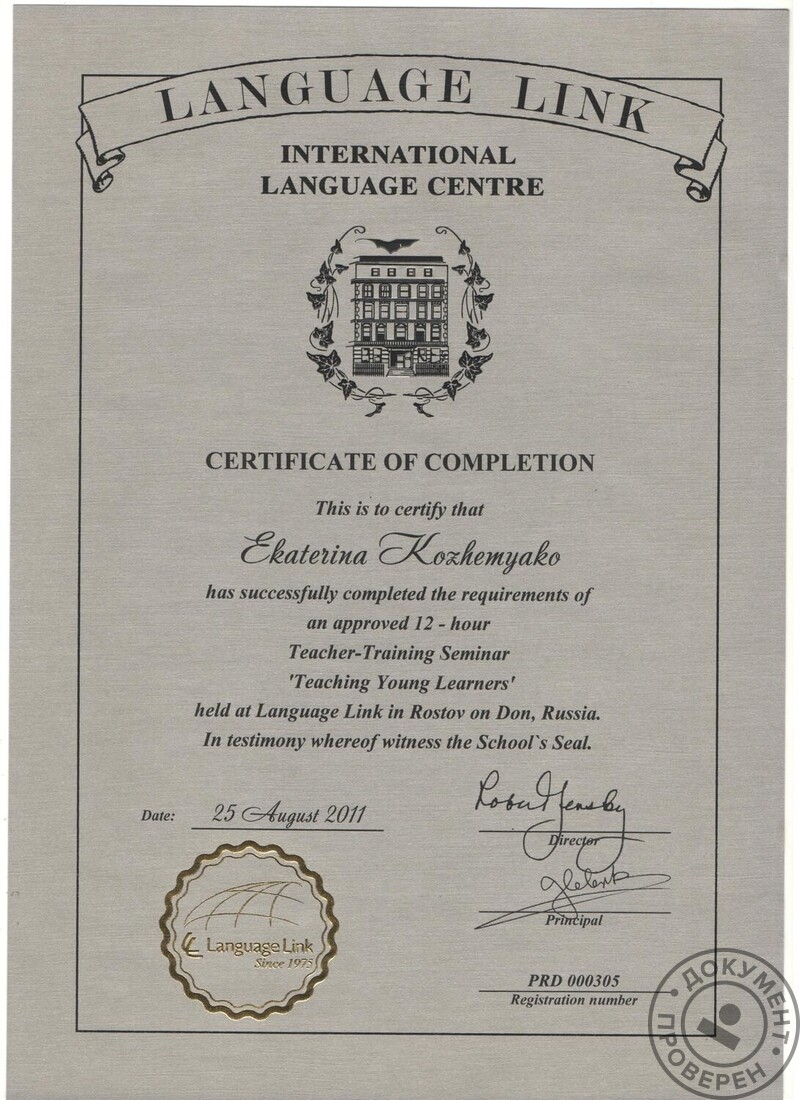 LANGUAGE LINK
INTERNATIONAL
LANGUAGE CENTRE
CERTIFICATE OF COMPLETION
This is to certify that
Ekaterina Kozhemyako
has successfully completed the requirements of
an approved 12 - hour
Teacher-Training Seminar
'Teaching Young Learners'
held at Language Link in Rostov on Don, Russia.
In testimony whereof witness the School`s Seal.
Date: 25 August 2011
Director
Principal
LL Language Link
Since 1975
PRD 000305
Registration number
ДОКУМЕНТ
ПРОВЕРЕН